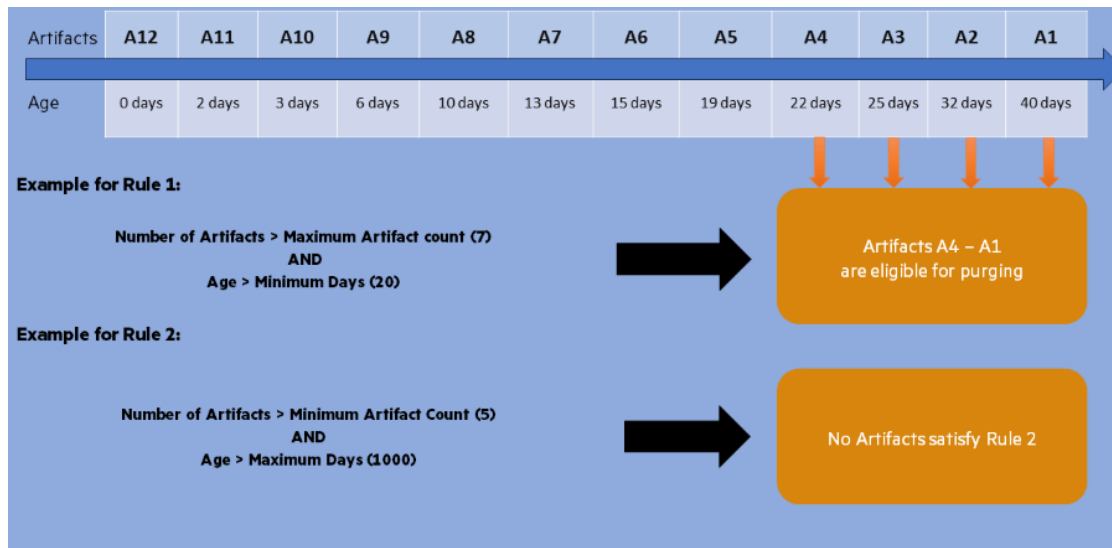 Artifacts A12 A11 A10 A9 A8 A7 A6 A5 A4 A3 A2 A1
Age 0 days 2 days 3 days 6 days 10 days 13 days 15 days 19 days 22 days 25 days 32 days 40 days
Example for Rule 1:
Number of Artifacts > Maximum Artifact count (7)
AND
Age > Minimum Days (20)
Artifacts A4 – A1
are eligible for purging
Example for Rule 2:
Number of Artifacts > Minimum Artifact Count (5)
AND
Age > Maximum Days (1000)
No Artifacts satisfy Rule 2